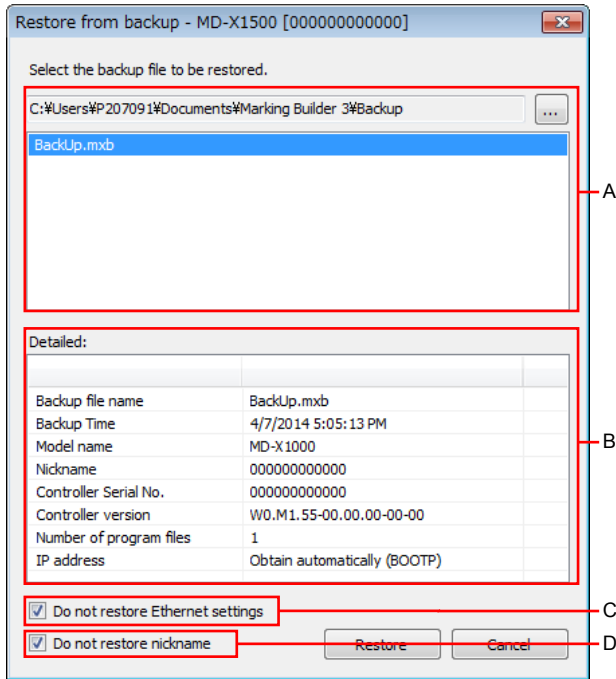 Restore from backup - MD-X1500 [000000000000]
Select the backup file to be restored.
C:¥Users¥P207091¥Documents¥Marking Builder 3¥Backup
...
BackUp.mxb
A
Detailed:
Backup file name BackUp.mxb
Backup Time 4/7/2014 5:05:13 PM
Model name MD-X1000
B
Nickname 000000000000
Controller Serial No. 000000000000
Controller version W0.M1.55-00.00.00-00-00
Number of program files 1
IP address Obtain automatically (BOOTP)
Do not restore Ethernet settings
C
Do not restore nickname Restore Cancel
D